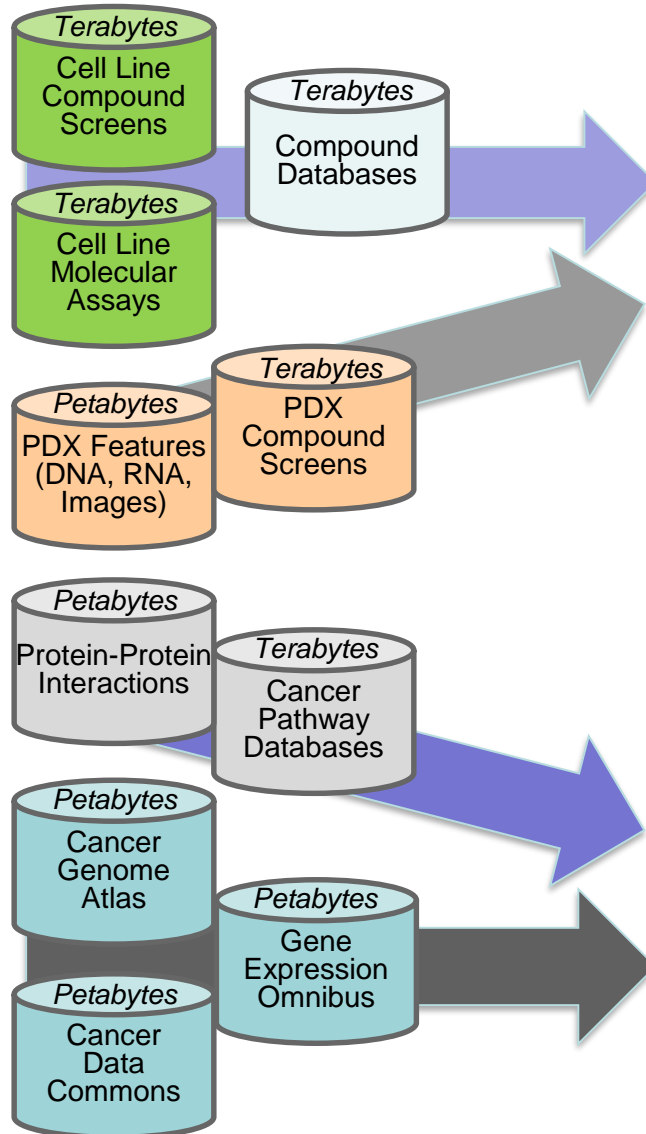 Terabytes
Cell Line
Compound
Screens
Terabytes
Compound
Databases
Terabytes
Cell Line
Molecular
Assays
Petabytes
PDX Features
(DNA, RNA,
Images)
Terabytes
PDX
Compound
Screens
Petabytes
Protein-Protein
Interactions
Terabytes
Cancer
Pathway
Databases
Petabytes
Cancer
Genome
Atlas
Petabytes
Gene
Expression
Omnibus
Petabytes
Cancer
Data
Commons